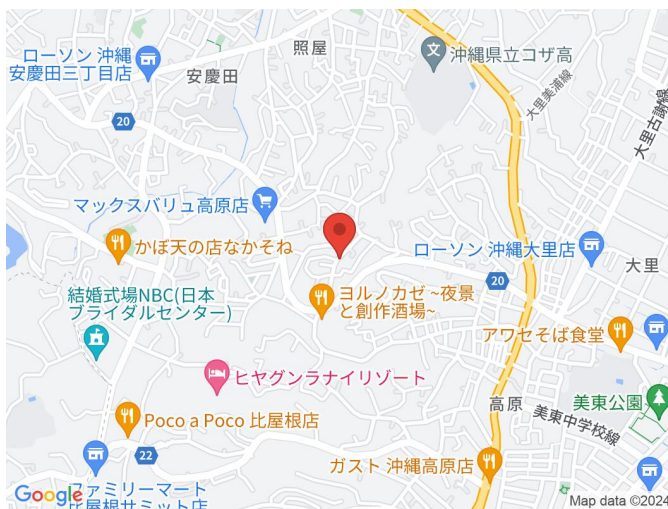 ローソン 沖縄
安慶田三丁目店
照屋
安慶田
沖縄県立コザ高
大里美浦線
大里古謝線
20
マックスバリュ高原店
かぼ天の店なかそね
ローソン 沖縄大里店
大里
20
結婚式場NBC(日本
ブライダルセンター)
ヨルノカゼ ~夜景
と創作酒場~
アワセそば食堂
ヒヤグンラナイリゾート
高原
美東公園
美東中学校線
Poco a Poco 比屋根店
22
ガスト 沖縄高原店
ファミリーマート
比屋根サミット店
Google
Map data ©2024